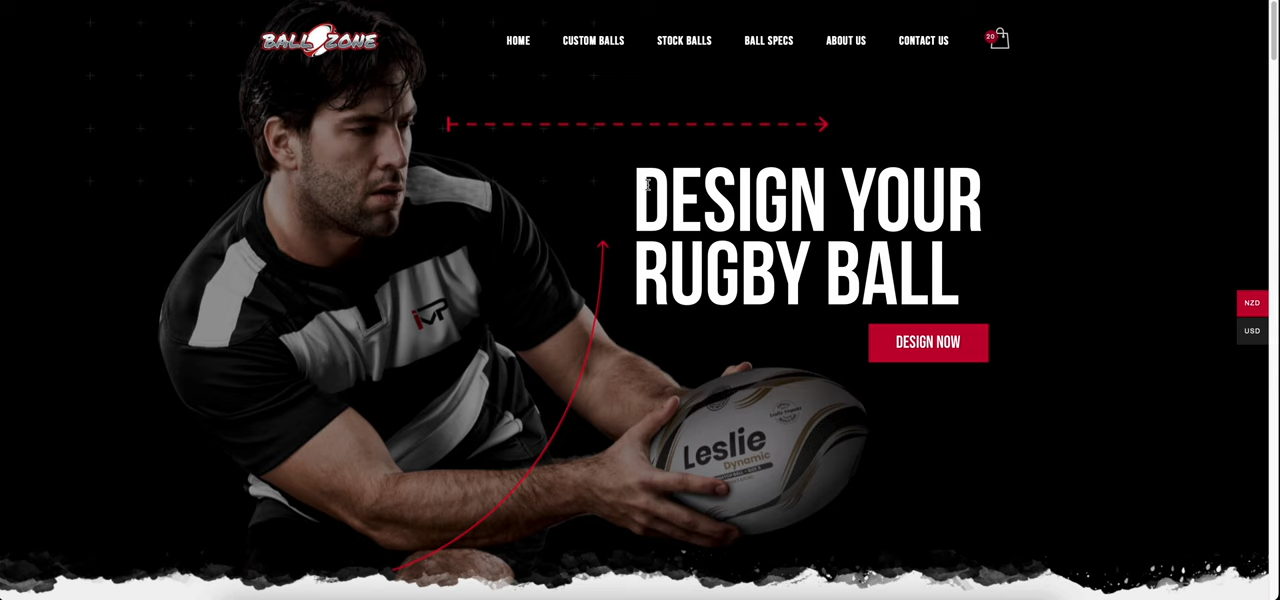 BALL ZONE
HOME
CUSTOM BALLS
STOCK BALLS
BALL SPECS
ABOUT US
CONTACT US
20
DESIGN YOUR
RUGBY BALL
DESIGN NOW
NZD
USD
iMP
Leslie
Dynamic